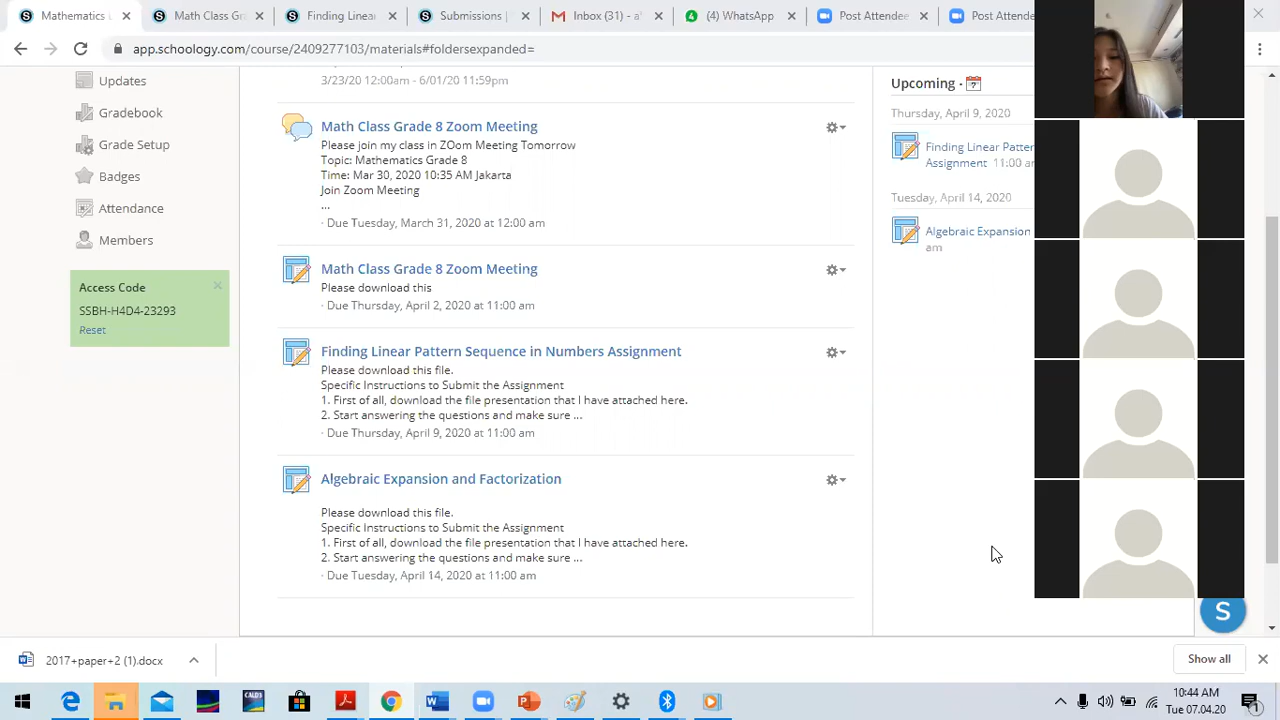 Mathematics
Math Class Gr
Finding Linear
Submissions |
Inbox (31) - a
(4) WhatsApp
Post Attendee
Post Attende
app.schoology.com/course/2409277103/materials#foldersexpanded=
Updates
Gradebook
Grade Setup
Badges
Attendance
Members
Access Code
SSBH-H4D4-23293
Reset
3/23/20 12:00am - 6/01/20 11:59pm
Math Class Grade 8 Zoom Meeting
Please join my class in ZOom Meeting Tomorrow
Topic: Mathematics Grade 8
Time: Mar 30, 2020 10:35 AM Jakarta
Join Zoom Meeting
...
· Due Tuesday, March 31, 2020 at 12:00 am
Math Class Grade 8 Zoom Meeting
Please download this
· Due Thursday, April 2, 2020 at 11:00 am
Finding Linear Pattern Sequence in Numbers Assignment
Please download this file.
Specific Instructions to Submit the Assignment
1. First of all, download the file presentation that I have attached here.
2. Start answering the questions and make sure ...
· Due Thursday, April 9, 2020 at 11:00 am
Algebraic Expansion and Factorization
Please download this file.
Specific Instructions to Submit the Assignment
1. First of all, download the file presentation that I have attached here.
2. Start answering the questions and make sure ...
· Due Tuesday, April 14, 2020 at 11:00 am
Upcoming ·
Thursday, April 9, 2020
Finding Linear Patter
Assignment 11:00 a
Tuesday, April 14, 2020
Algebraic Expansion
am
S
2017+paper+2 (1).docx
Show all
10:44 AM
Tue 07.04.20